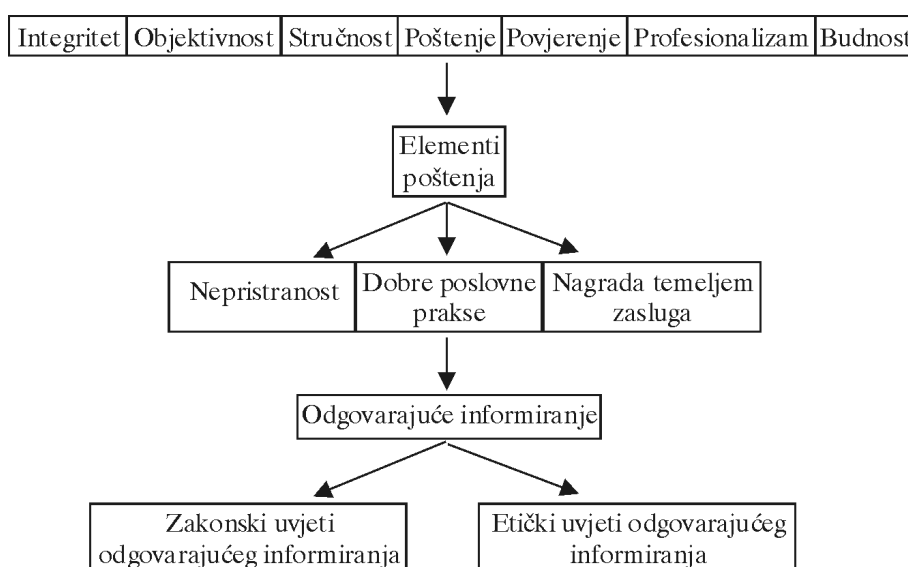 Integritet Objektivnost Stručnost Poštenje Povjerenje Profesionalizam Budnost
Elementi
poštenja
Nepristranost
Dobre poslovne
prakse
Nagrada temeljem
zasluga
Odgovarajuće informiranje
Zakonski uvjeti
odgovarajućeg informiranja
Etički uvjeti odgovarajućeg
informiranja